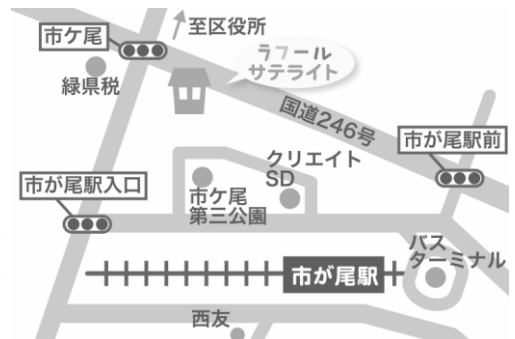 至区役所
市ケ尾
ラフール
サテライト
緑県税
国道246号
市が尾駅前
クリエイト
SD
市が尾駅入口
市ケ尾
第三公園
バス
ターミナル
市が尾駅
西友